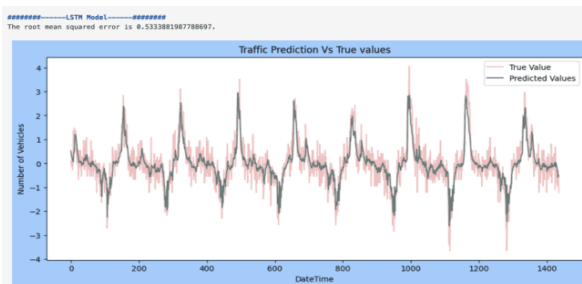 ########------LSTM Model------########
The root mean squared error is 0.5333881987788697.
Traffic Prediction Vs True values
True Value
Predicted Values
Number of Vehicles
4
3
2
1
0
−1
−2
−3
−4
0 200 400 600 800 1000 1200 1400
DateTime